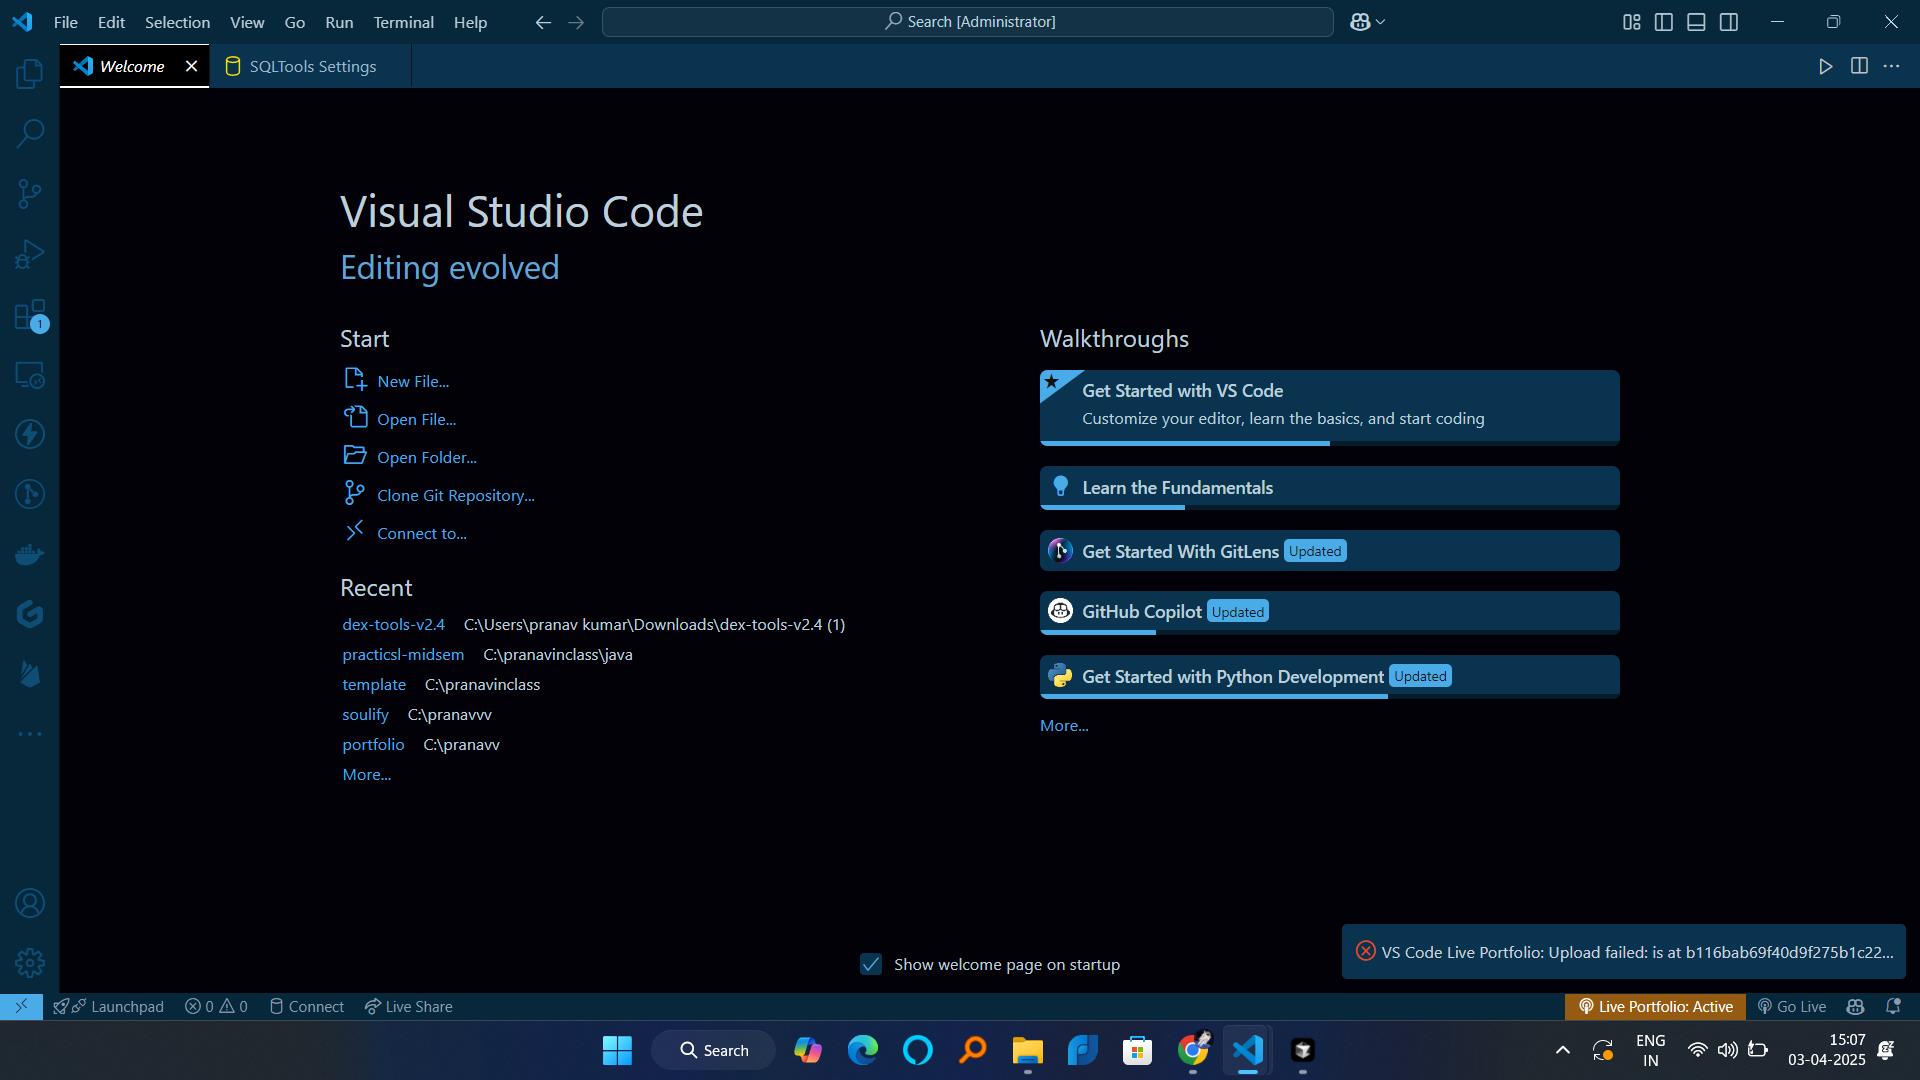 File Edit Selection View Go Run Terminal Help
Search [Administrator]
Welcome
SQLTools Settings
Visual Studio Code
Editing evolved
Start
New File...
Open File...
Open Folder...
Clone Git Repository...
Connect to...
Recent
dex-tools-v2.4 C:\Users\pranav kumar\Downloads\dex-tools-v2.4 (1)
practicsl-midsem C:\pranavinclass\java
template C:\pranavinclass
soulify C:\pranavvv
portfolio C:\pranavv
More...
Walkthroughs
Get Started with VS Code
Customize your editor, learn the basics, and start coding
Learn the Fundamentals
Get Started With GitLens Updated
GitHub Copilot Updated
Get Started with Python Development Updated
More...
1
Show welcome page on startup
VS Code Live Portfolio: Upload failed: is at b116bab69f40d9f275b1c22...
Launchpad 0 0 Connect Live Share
Live Portfolio: Active Go Live
Search
ENG
IN
15:07
03-04-2025